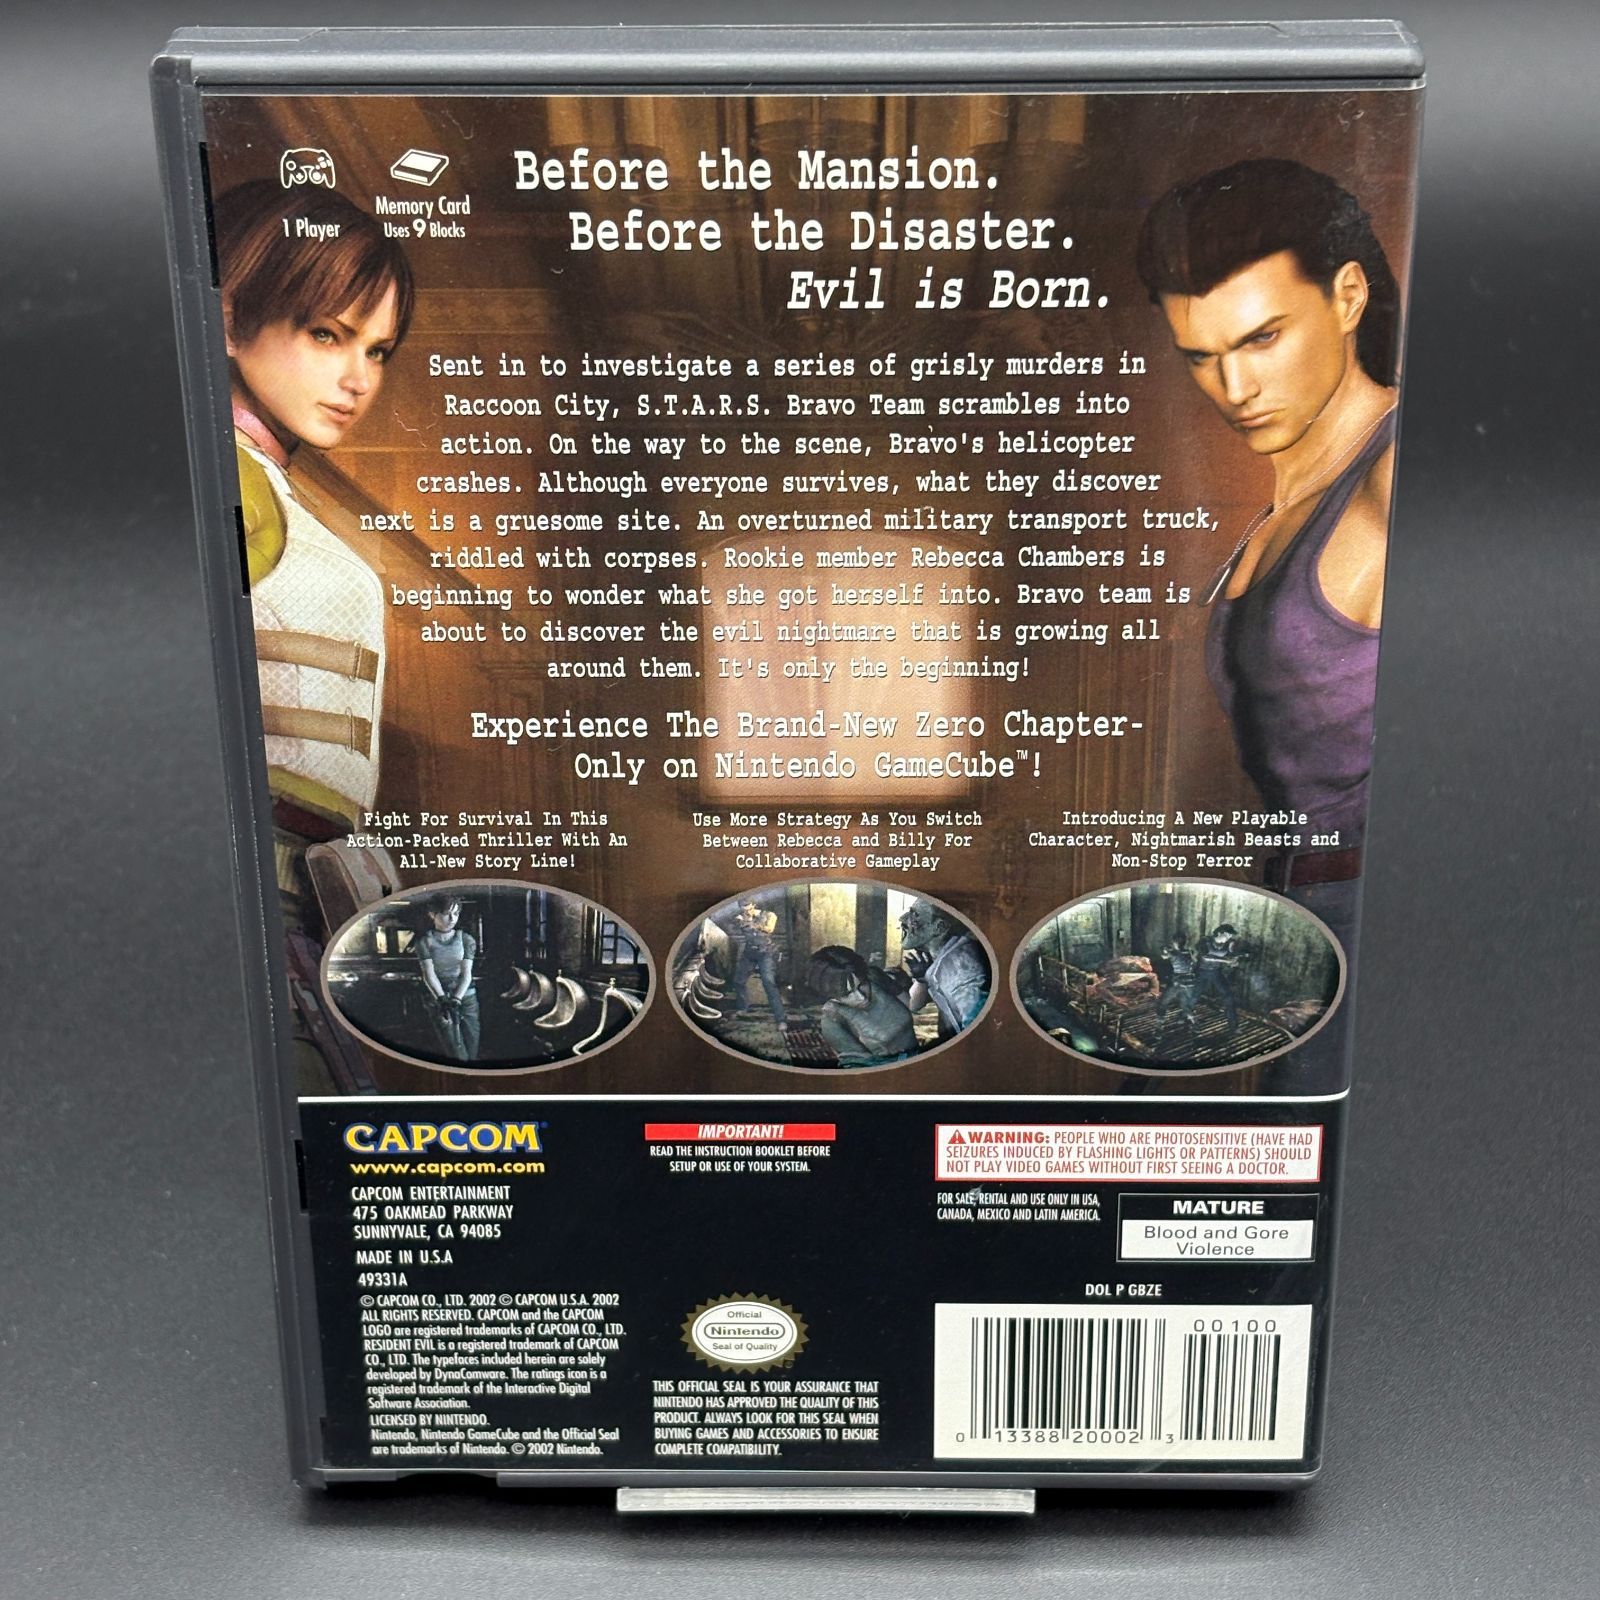 1 Player
Memory Card
Uses 9 Blocks
Before the Mansion.
Before the Disaster.
Evil is Born.
Sent in to investigate a series of grisly murders in
Raccoon City, S.T.A.R.S. Bravo Team scrambles into
action. On the way to the scene, Bravo's helicopter
crashes. Although everyone survives, what they discover
next is a gruesome site. An overturned military transport truck,
riddled with corpses. Rookie member Rebecca Chambers is
beginning to wonder what she got herself into. Bravo team is
about to discover the evil nightmare that is growing all
around them. It's only the beginning!
Experience The Brand-New Zero Chapter-
Only on Nintendo GameCube™!
Fight For Survival In This
Action-Packed Thriller With An
All-New Story Line!
Use More Strategy As You Switch
Between Rebecca and Billy For
Collaborative Gameplay
Introducing A New Playable
Character, Nightmarish Beasts and
Non-Stop Terror
CAPCOM®
www.capcom.com
CAPCOM ENTERTAINMENT
475 OAKMEAD PARKWAY
SUNNYVALE, CA 94085
MADE IN U.S.A
49331A
© CAPCOM CO., LTD. 2002 © CAPCOM U.S.A. 2002
ALL RIGHTS RESERVED. CAPCOM and the CAPCOM
LOGO are registered trademarks of CAPCOM CO., LTD.
RESIDENT EVIL is a registered trademark of CAPCOM
CO., LTD. The typefaces included herein are solely
developed by DynaComware. The ratings icon is a
registered trademark of the Interactive Digital
Software Association.
LICENSED BY NINTENDO.
Nintendo, Nintendo GameCube and the Official Seal
are trademarks of Nintendo. © 2002 Nintendo.
IMPORTANT!
READ THE INSTRUCTION BOOKLET BEFORE
SETUP OR USE OF YOUR SYSTEM.
Official
Nintendo
Seal of Quality
THIS OFFICIAL SEAL IS YOUR ASSURANCE THAT
NINTENDO HAS APPROVED THE QUALITY OF THIS
PRODUCT. ALWAYS LOOK FOR THIS SEAL WHEN
BUYING GAMES AND ACCESSORIES TO ENSURE
COMPLETE COMPATIBILITY.
WARNING: PEOPLE WHO ARE PHOTOSENSITIVE (HAVE HAD
SEIZURES INDUCED BY FLASHING LIGHTS OR PATTERNS) SHOULD
NOT PLAY VIDEO GAMES WITHOUT FIRST SEEING A DOCTOR.
FOR SALE, RENTAL AND USE ONLY IN USA,
CANADA, MEXICO AND LATIN AMERICA.
MATURE
Blood and Gore
Violence
DOL P GBZE
00100
0 13388 20002 3